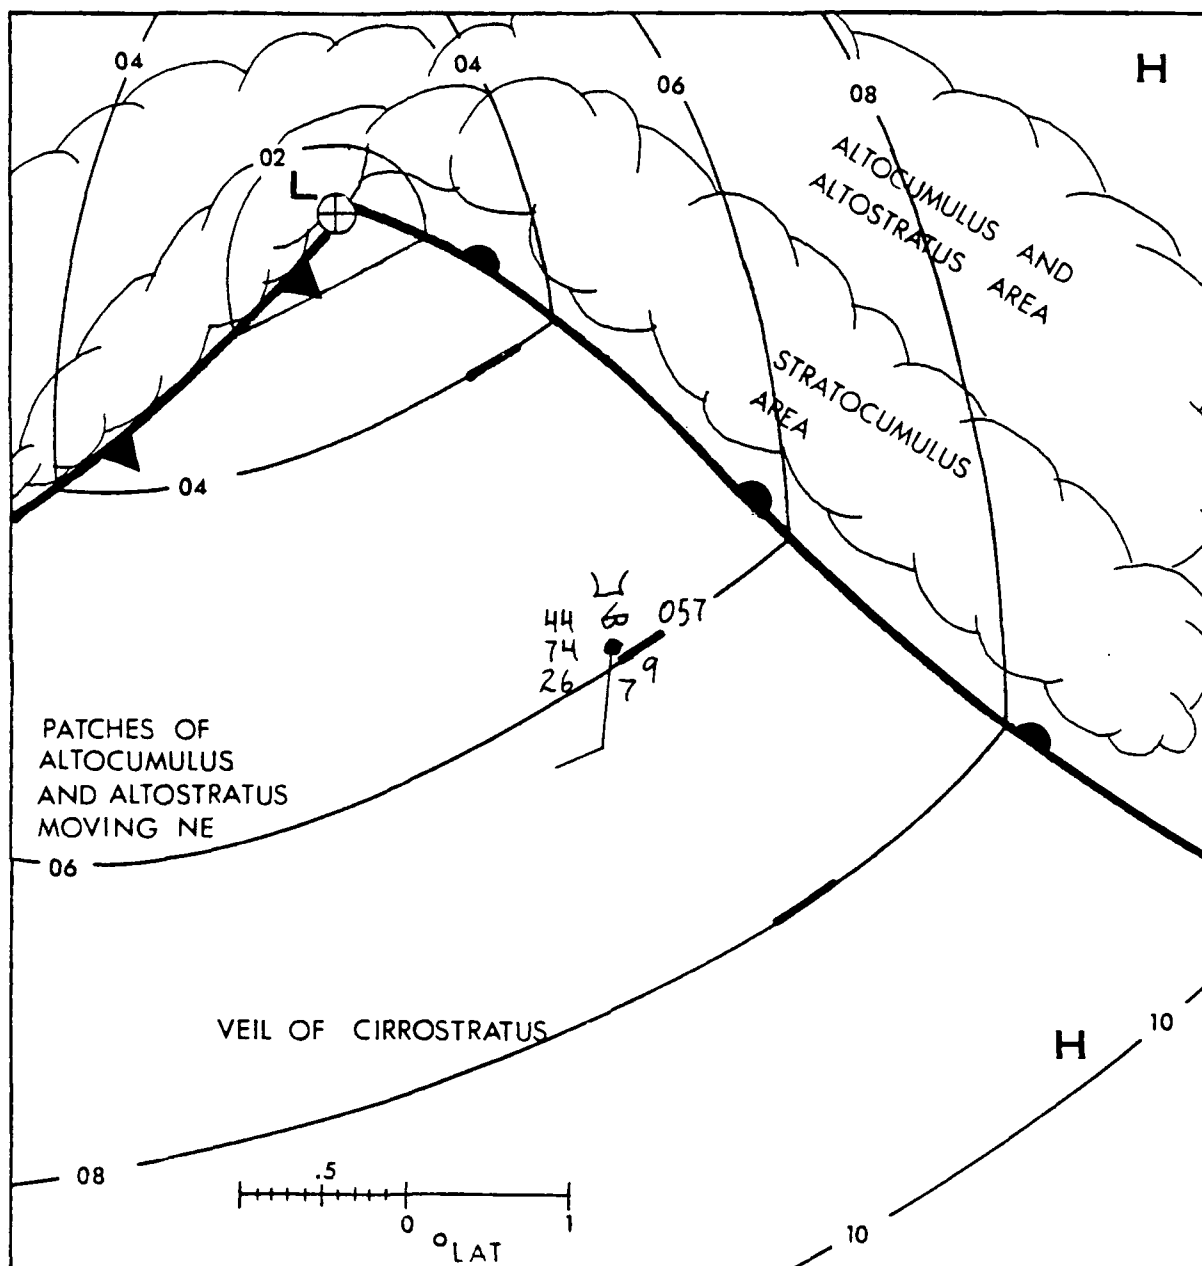 04
04
06
08
H
02
L
ALTOCUMULUS AND
ALTOSTRATUS AREA
STRATOCUMULUS
AREA
04
44
68
057
74
26
7
9
PATCHES OF
ALTOCUMULUS
AND ALTOSTRATUS
MOVING NE
06
VEIL OF CIRROSTRATUS
H
10
08
.5
0
1
°LAT
10